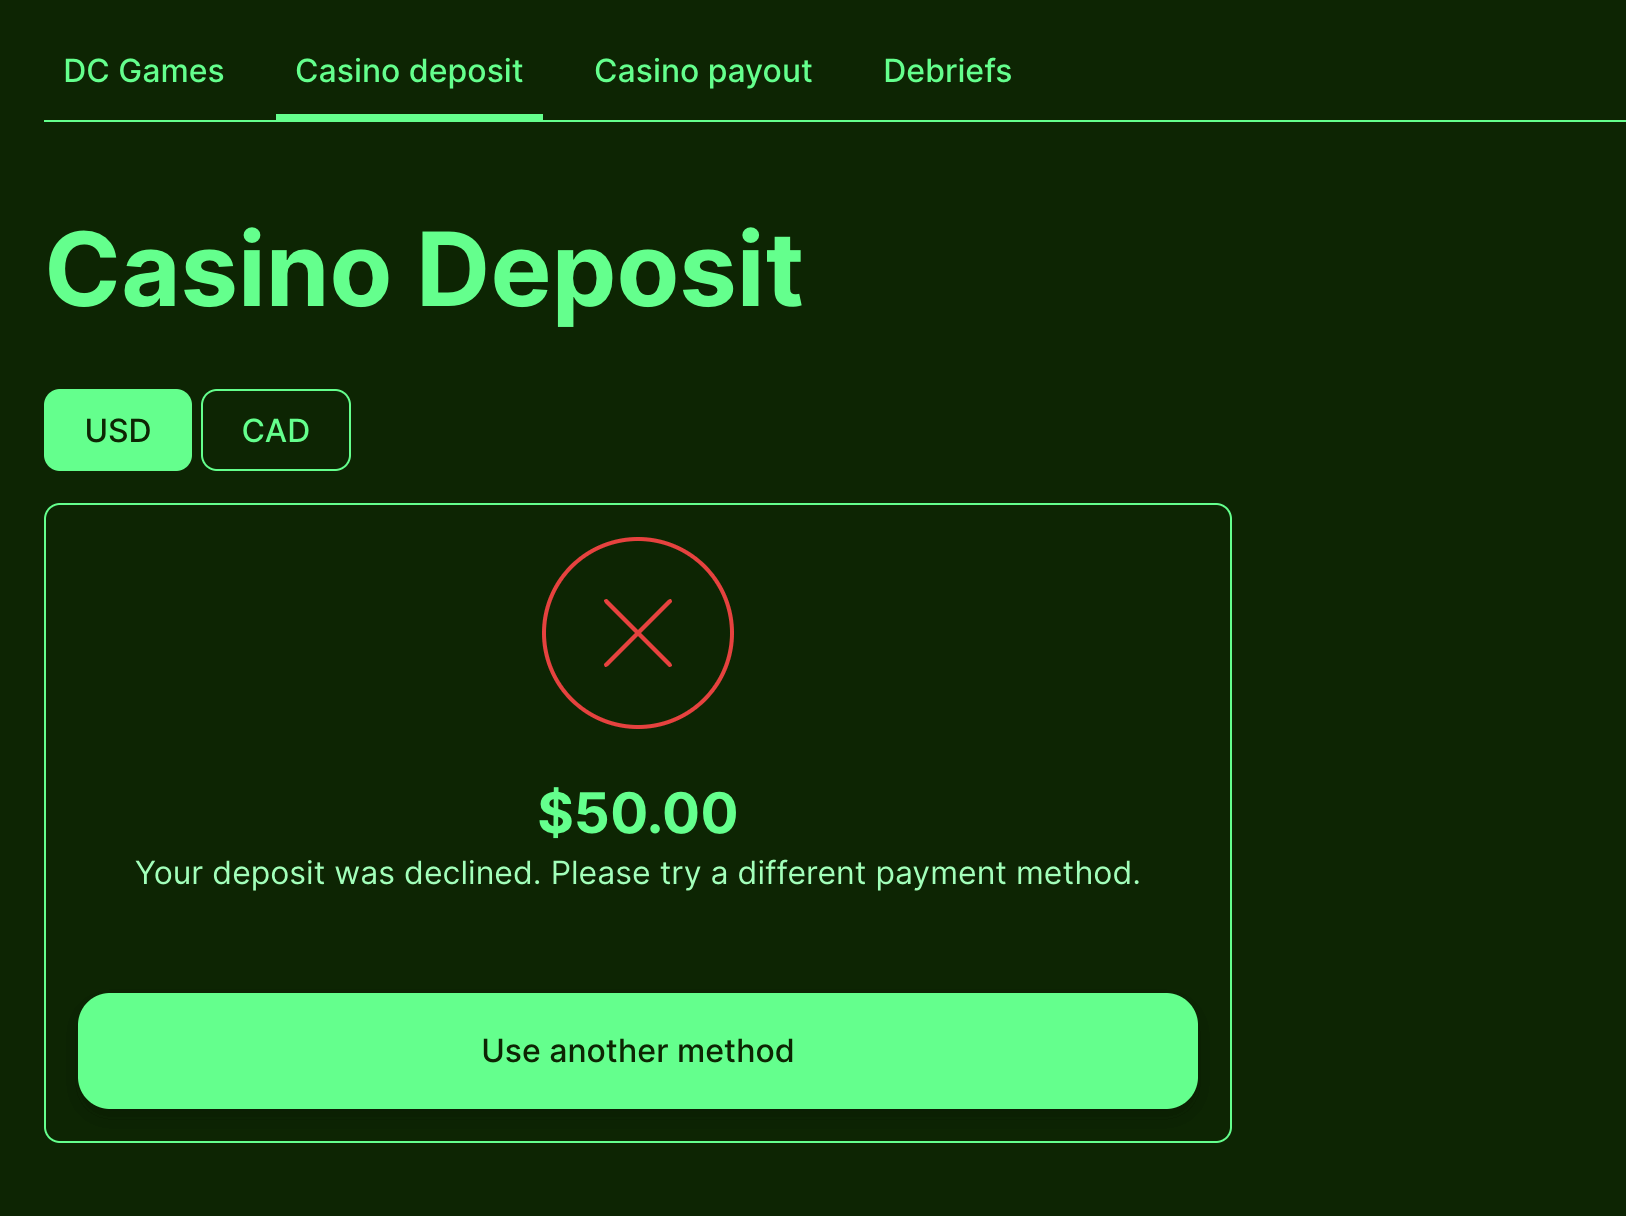 DC Games
Casino deposit
Casino payout
Debriefs
Casino Deposit
USD
CAD
$50.00
Your deposit was declined. Please try a different payment method.
Use another method